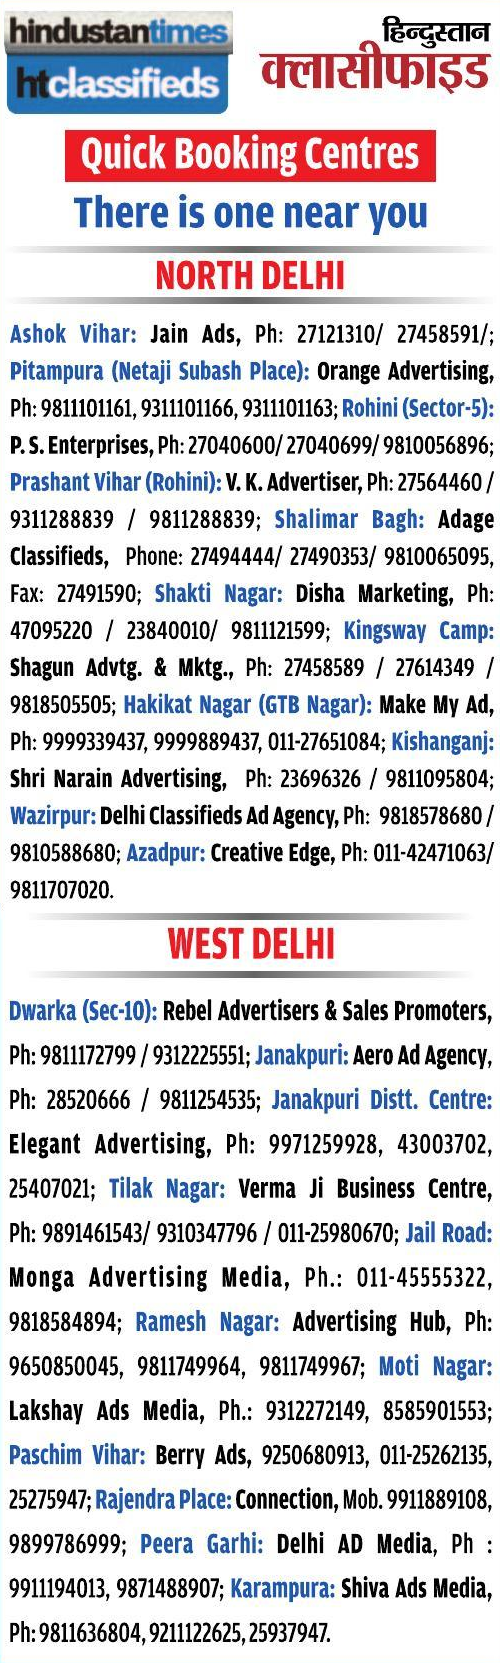 hindustantimes
htclassifieds
हिन्दुस्तान
क्लासीफाइड
Quick Booking Centres
There is one near you
NORTH DELHI
Ashok Vihar: Jain Ads, Ph: 27121310/ 27458591/;
Pitampura (Netaji Subash Place): Orange Advertising,
Ph: 9811101161, 9311101166, 9311101163; Rohini (Sector-5):
P. S. Enterprises, Ph: 27040600/ 27040699/ 9810056896;
Prashant Vihar (Rohini): V. K. Advertiser, Ph: 27564460 /
9311288839 / 9811288839; Shalimar Bagh: Adage
Classifieds, Phone: 27494444/ 27490353/ 9810065095,
Fax: 27491590; Shakti Nagar: Disha Marketing, Ph:
47095220 / 23840010/ 9811121599; Kingsway Camp:
Shagun Advtg. & Mktg., Ph: 27458589 / 27614349 /
9818505505; Hakikat Nagar (GTB Nagar): Make My Ad,
Ph: 9999339437, 9999889437, 011-27651084; Kishanganj:
Shri Narain Advertising, Ph: 23696326 / 9811095804;
Wazirpur: Delhi Classifieds Ad Agency, Ph: 9818578680 /
9810588680; Azadpur: Creative Edge, Ph: 011-42471063/
9811707020.
WEST DELHI
Dwarka (Sec-10): Rebel Advertisers & Sales Promoters,
Ph: 9811172799 / 9312225551; Janakpuri: Aero Ad Agency,
Ph: 28520666 / 9811254535; Janakpuri Distt. Centre:
Elegant Advertising, Ph: 9971259928, 43003702,
25407021; Tilak Nagar: Verma Ji Business Centre,
Ph: 9891461543/ 9310347796 / 011-25980670; Jail Road:
Monga Advertising Media, Ph.: 011-45555322,
9818584894; Ramesh Nagar: Advertising Hub, Ph:
9650850045, 9811749964, 9811749967; Moti Nagar:
Lakshay Ads Media, Ph.: 9312272149, 8585901553;
Paschim Vihar: Berry Ads, 9250680913, 011-25262135,
25275947; Rajendra Place: Connection, Mob. 9911889108,
9899786999; Peera Garhi: Delhi AD Media, Ph :
9911194013, 9871488907; Karampura: Shiva Ads Media,
Ph: 9811636804, 9211122625, 25937947.